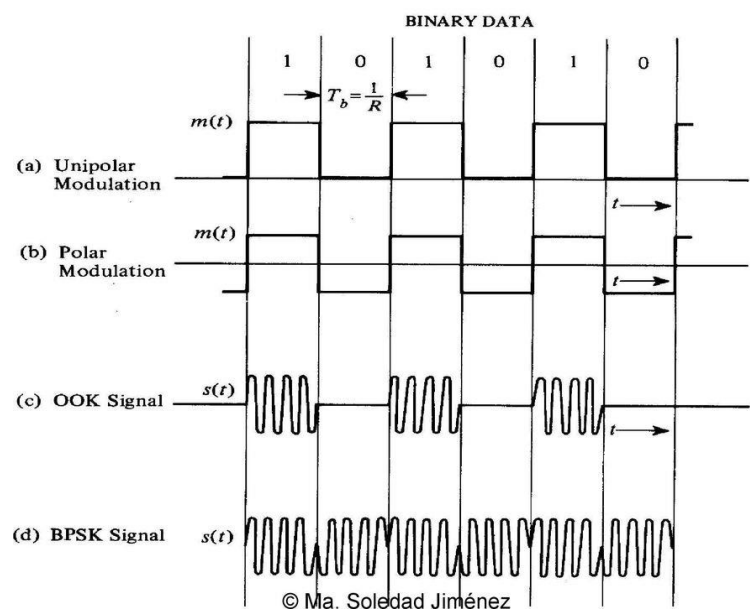 BINARY DATA
1 0 1 0 1 0
T_b = 1/R
m(t)
(a) Unipolar
Modulation
t
m(t)
(b) Polar
Modulation
t
s(t)
(c) OOK Signal
t
(d) BPSK Signal s(t)
© Ma. Soledad Jiménez